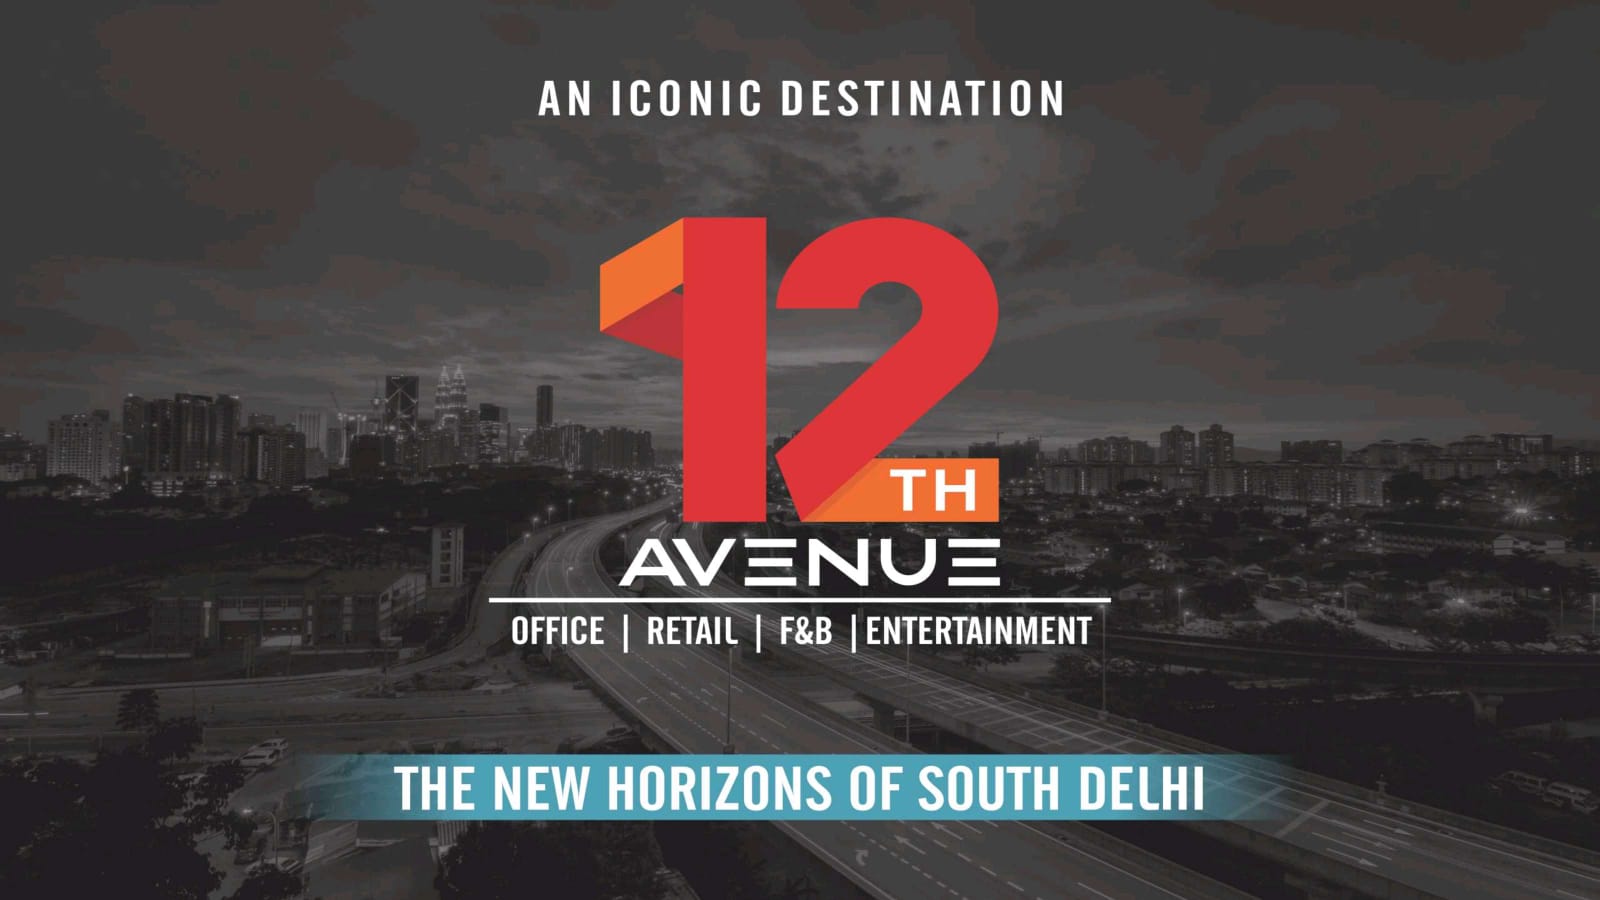 AN ICONIC DESTINATION
12TH
AVENUE
OFFICE | RETAIL | F&B | ENTERTAINMENT
THE NEW HORIZONS OF SOUTH DELHI